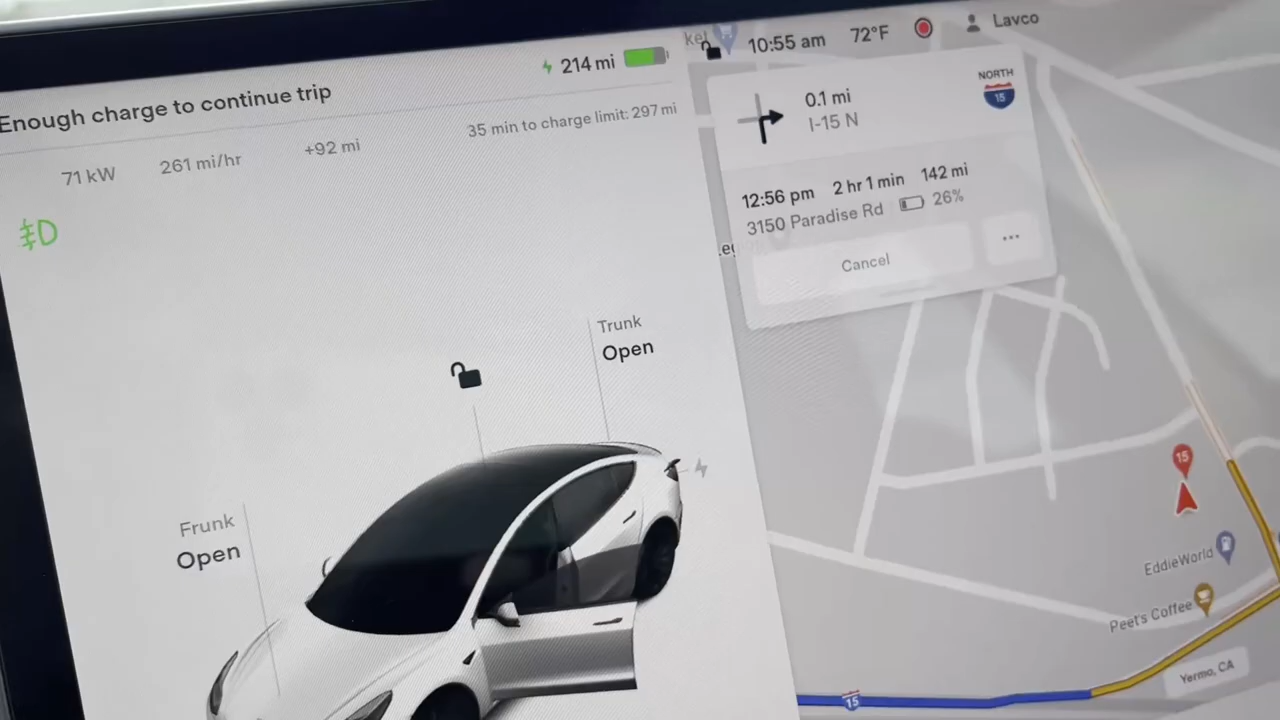 214 mi
Enough charge to continue trip
71 kW
261 mi/hr
+92 mi
35 min to charge limit: 297 mi
Trunk
Open
Frunk
Open
10:55 am
72°F
Lavco
0.1 mi
I-15 N
NORTH
15
12:56 pm 2 hr 1 min 142 mi
3150 Paradise Rd 26%
Cancel
15
EddieWorld
Peet's Coffee
Yermo, CA
15